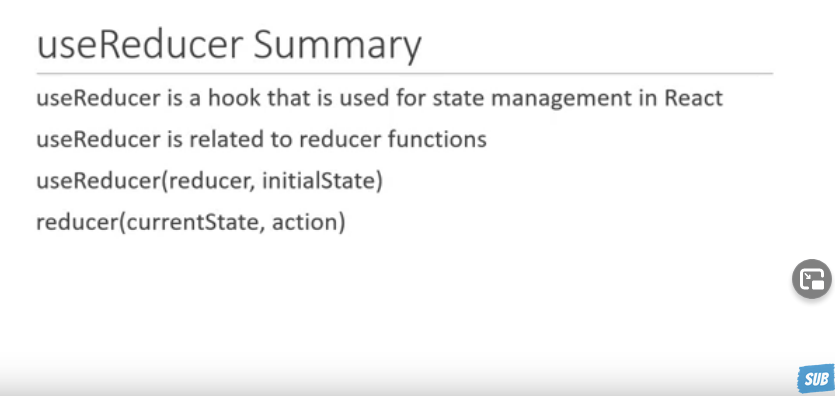 useReducer Summary
useReducer is a hook that is used for state management in React
useReducer is related to reducer functions
useReducer(reducer, initialState)
reducer(currentState, action)
SUB